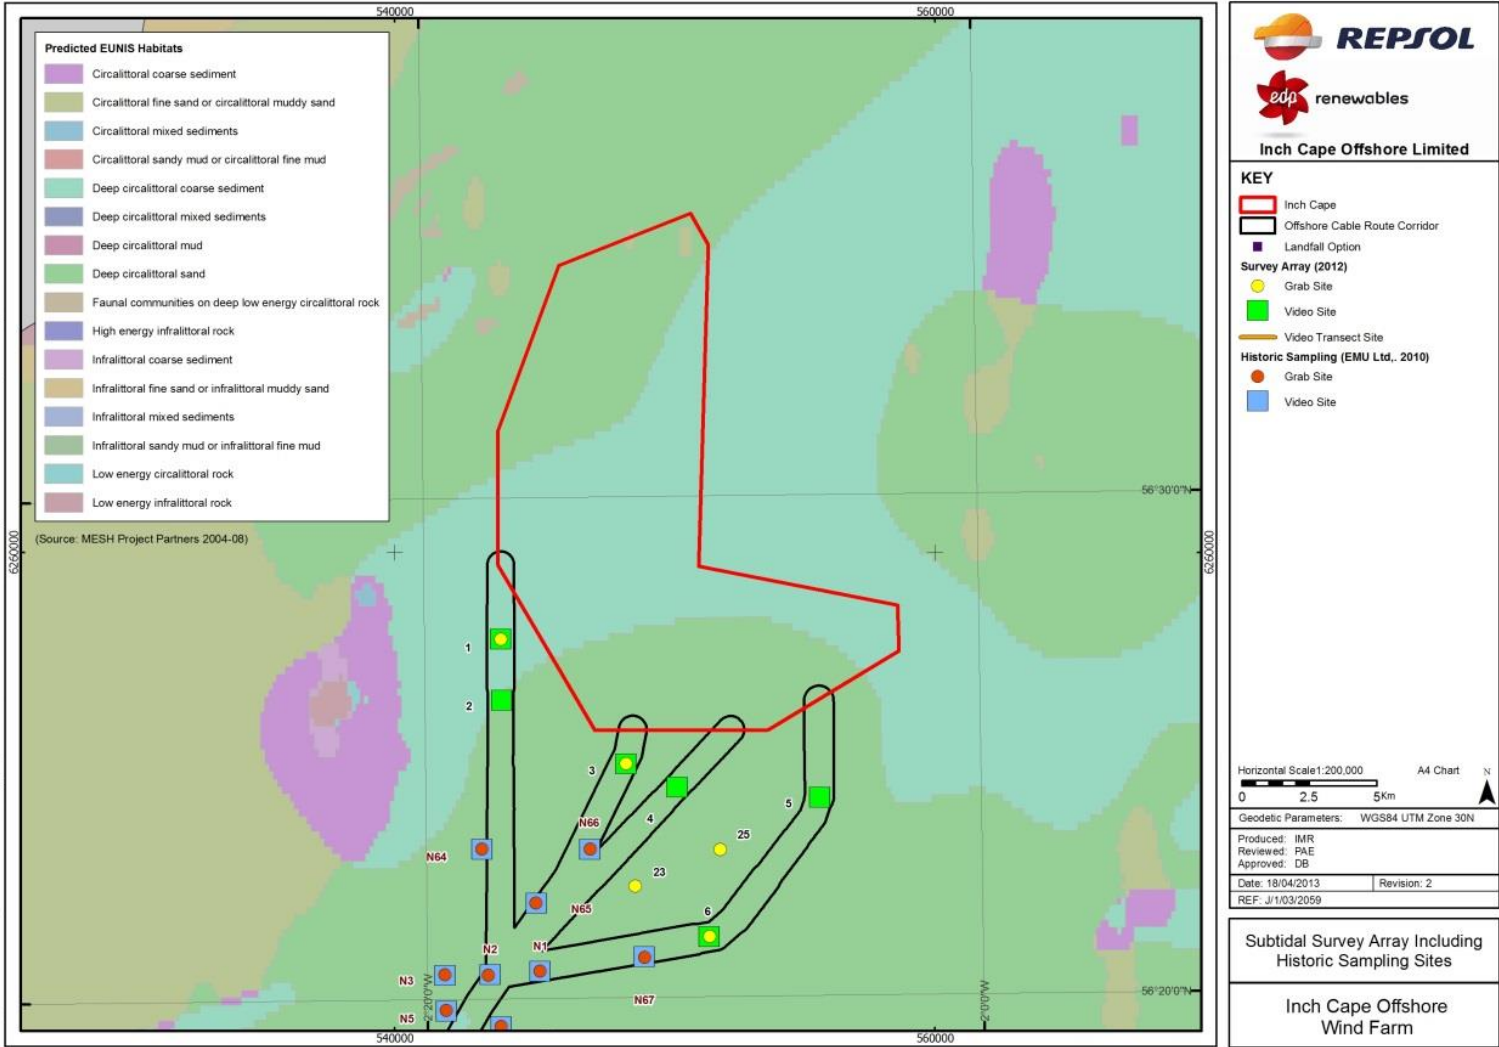 540000
560000
Predicted EUNIS Habitats
Circalittoral coarse sediment
Circalittoral fine sand or circalittoral muddy sand
Circalittoral mixed sediments
Circalittoral sandy mud or circalittoral fine mud
Deep circalittoral coarse sediment
Deep circalittoral mixed sediments
Deep circalittoral mud
Deep circalittoral sand
Faunal communities on deep low energy circalittoral rock
High energy infralittoral rock
Infralittoral coarse sediment
Infralittoral fine sand or infralittoral muddy sand
Infralittoral mixed sediments
Infralittoral sandy mud or infralittoral fine mud
Low energy circalittoral rock
Low energy infralittoral rock
(Source: MESH Project Partners 2004-08)
56°30'0"N
6260000
6260000
1
2
3
4
5
25
23
6
N66
N64
N65
N2
N1
N3
N67
N5
2°20'0"W
2°0'0"W
56°20'0"N
540000
560000
REPSOL
edp renewables
Inch Cape Offshore Limited
KEY
Inch Cape
Offshore Cable Route Corridor
Landfall Option
Survey Array (2012)
Grab Site
Video Site
Video Transect Site
Historic Sampling (EMU Ltd,. 2010)
Grab Site
Video Site
Horizontal Scale1:200,000 A4 Chart N
0 2.5 5Km
Geodetic Parameters: WGS84 UTM Zone 30N
Produced: IMR
Reviewed: PAE
Approved: DB
Date: 18/04/2013 Revision: 2
REF: J/1/03/2059
Subtidal Survey Array Including
Historic Sampling Sites
Inch Cape Offshore
Wind Farm